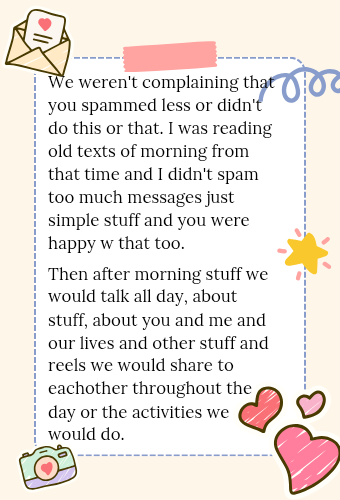 We weren't complaining that
you spammed less or didn't
do this or that. I was reading
old texts of morning from
that time and I didn't spam
too much messages just
simple stuff and you were
happy w that too.
Then after morning stuff we
would talk all day, about
stuff, about you and me and
our lives and other stuff and
reels we would share to
eachother throughout the
day or the activities we
would do.